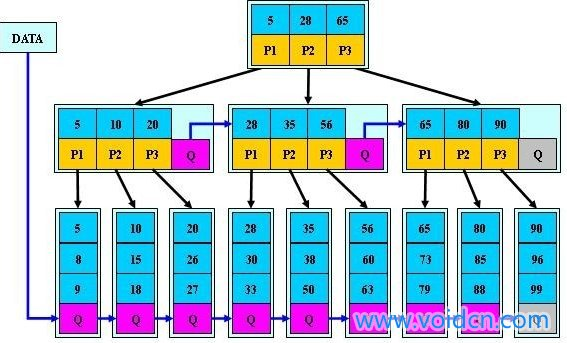 5 28 65
DATA
P1 P2 P3
5 10 20
28 35 56
65 80 90
P1 P2 P3 Q
P1 P2 P3 Q
P1 P2 P3 Q
5 10 20 28 35 56 65 80 90
8 15 26 30 38 60 73 85 96
9 18 27 33 50 63 79 88 99
Q Q Q Q Q Q Q Q Q
www.voidcn.com